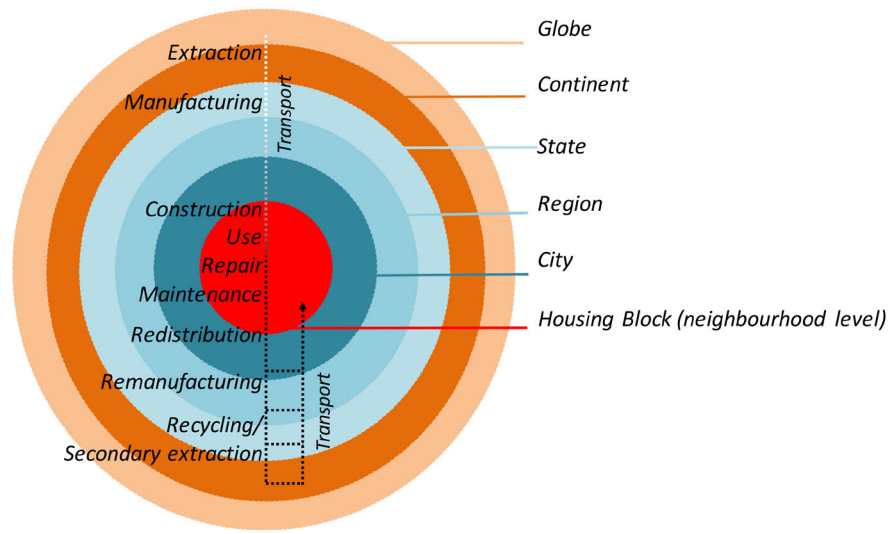 Globe
Extraction
Continent
Manufacturing
Transport
State
Construction
Region
Use
Repair
City
Maintenance
Housing Block (neighbourhood level)
Redistribution
Remanufacturing
Transport
Recycling/
Secondary extraction